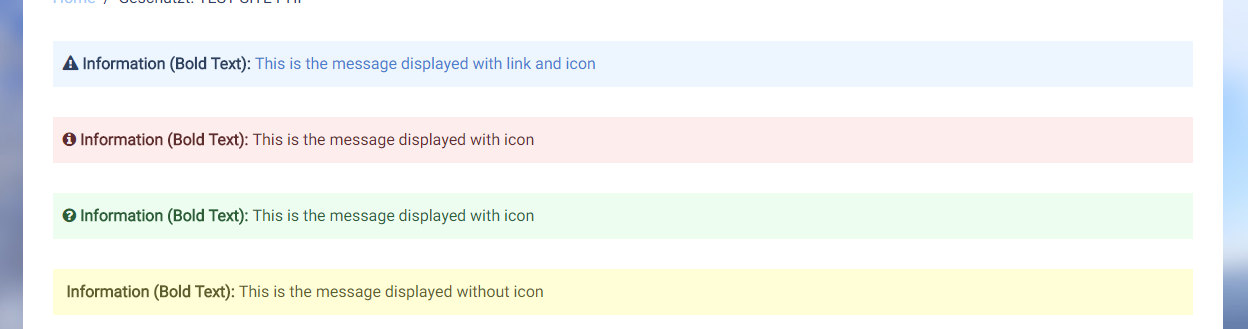 Home / Geschützt: TEST SITE PHP
Information (Bold Text): This is the message displayed with link and icon
Information (Bold Text): This is the message displayed with icon
Information (Bold Text): This is the message displayed with icon
Information (Bold Text): This is the message displayed without icon